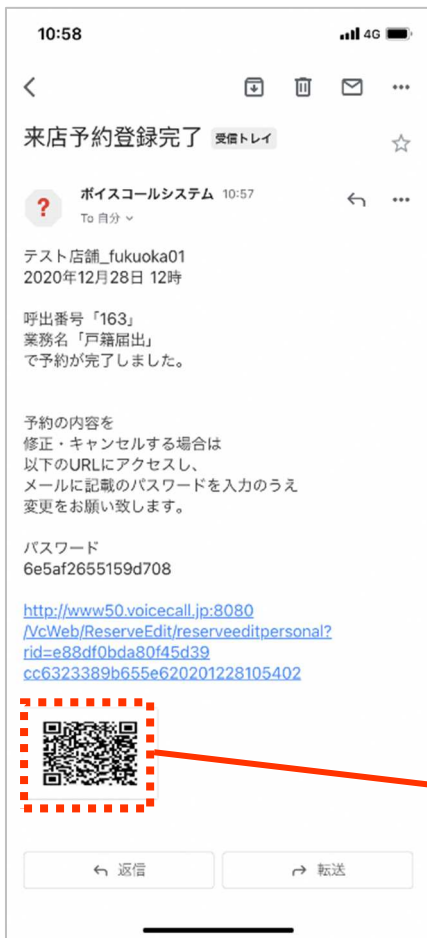 10:58
4G
来店予約登録完了 受信トレイ
ボイスコールシステム 10:57
To 自分
テスト店舗_fukuoka01
2020年12月28日 12時
呼出番号「163」
業務名「戸籍届出」
で予約が完了しました。
予約の内容を
修正・キャンセルする場合は
以下のURLにアクセスし、
メールに記載のパスワードを入力のうえ
変更をお願い致します。
パスワード
6e5af2655159d708
http://www50.voicecall.jp:8080
/VcWeb/ReserveEdit/reserveeditpersonal?
rid=e88df0bda80f45d39
cc6323389b655e620201228105402
返信
転送